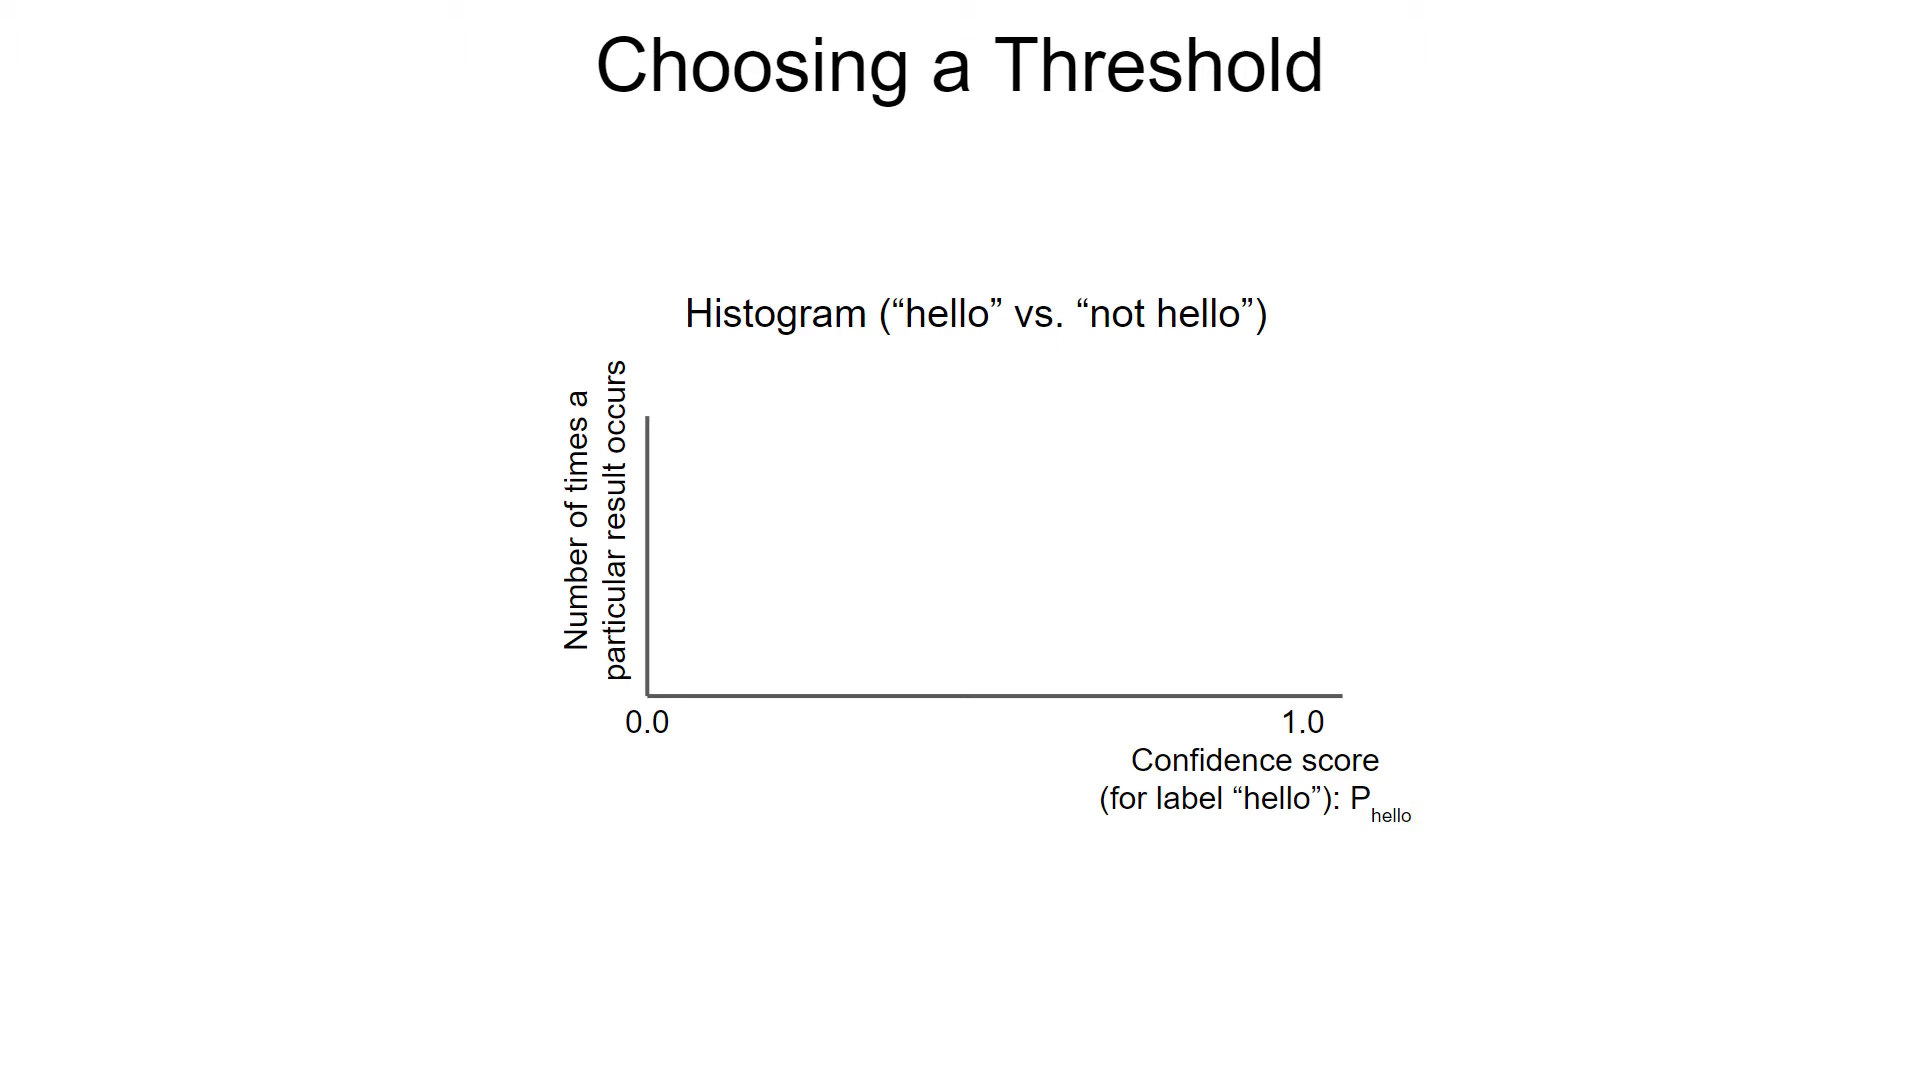 Choosing a Threshold
Histogram (“hello” vs. “not hello”)
Number of times a
particular result occurs
0.0
1.0
Confidence score
(for label “hello”): Phello